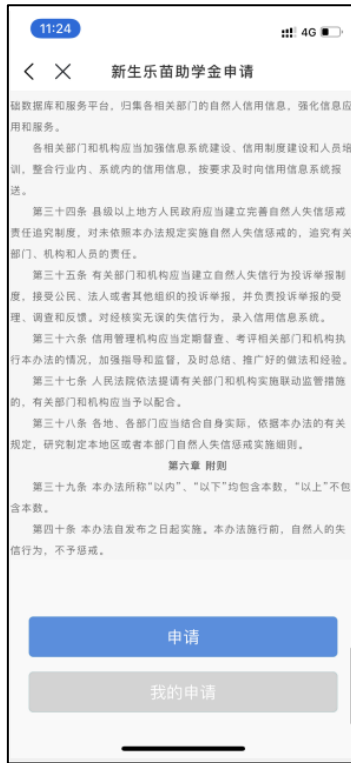 11:24
4G
新生乐苗助学金申请
础数据库和服务平台，归集各相关部门的自然人信用信息，强化信息应
用和服务。
各相关部门和机构应当加强信息系统建设、信用制度建设和人员培
训，整合行业内、系统内的信用信息，按要求及时向信用信息系统报
送。
第三十四条 县级以上地方人民政府应当建立完善自然人失信惩戒
责任追究制度，对未依照本办法规定实施自然人失信惩戒的，追究有关
部门、机构和人员的责任。
第三十五条 有关部门和机构应当建立自然人失信行为投诉举报制
度，接受公民、法人或者其他组织的投诉举报，并负责投诉举报的受
理、调查和反馈。对经核实无误的失信行为，录入信用信息系统。
第三十六条 信用管理机构应当定期督查、考评相关部门和机构执
行本办法的情况，加强指导和监督，及时总结、推广好的做法和经验。
第三十七条 人民法院依法提请有关部门和机构实施联动监管措施
的，有关部门和机构应当予以配合。
第三十八条 各地、各部门应当结合自身实际，依据本办法的有关
规定，研究制定本地区或者本部门自然人失信惩戒实施细则。
第六章 附则
第三十九条 本办法所称“以内”、“以下”均包含本数，“以上”不包
含本数。
第四十条 本办法自发布之日起实施。本办法施行前，自然人的失
信行为，不予惩戒。
申请
我的申请